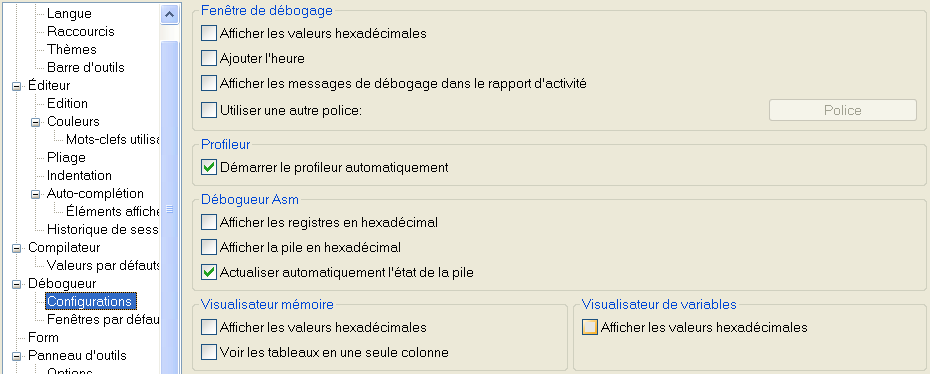 Langue
Raccourcis
Thèmes
Barre d'outils
Éditeur
Edition
Couleurs
Mots-clefs utilisa
Pliage
Indentation
Auto-complétion
Éléments affiche
Historique de sess
Compilateur
Valeurs par défauts
Débogueur
Configurations
Fenêtres par défau
Form
Panneau d'outils
Options
Fenêtre de débogage
Afficher les valeurs hexadécimales
Ajouter l'heure
Afficher les messages de débogage dans le rapport d'activité
Utiliser une autre police:
Police
Profileur
Démarrer le profileur automatiquement
Débogueur Asm
Afficher les registres en hexadécimal
Afficher la pile en hexadécimal
Actualiser automatiquement l'état de la pile
Visualisateur mémoire
Afficher les valeurs hexadécimales
Voir les tableaux en une seule colonne
Visualisateur de variables
Afficher les valeurs hexadécimales